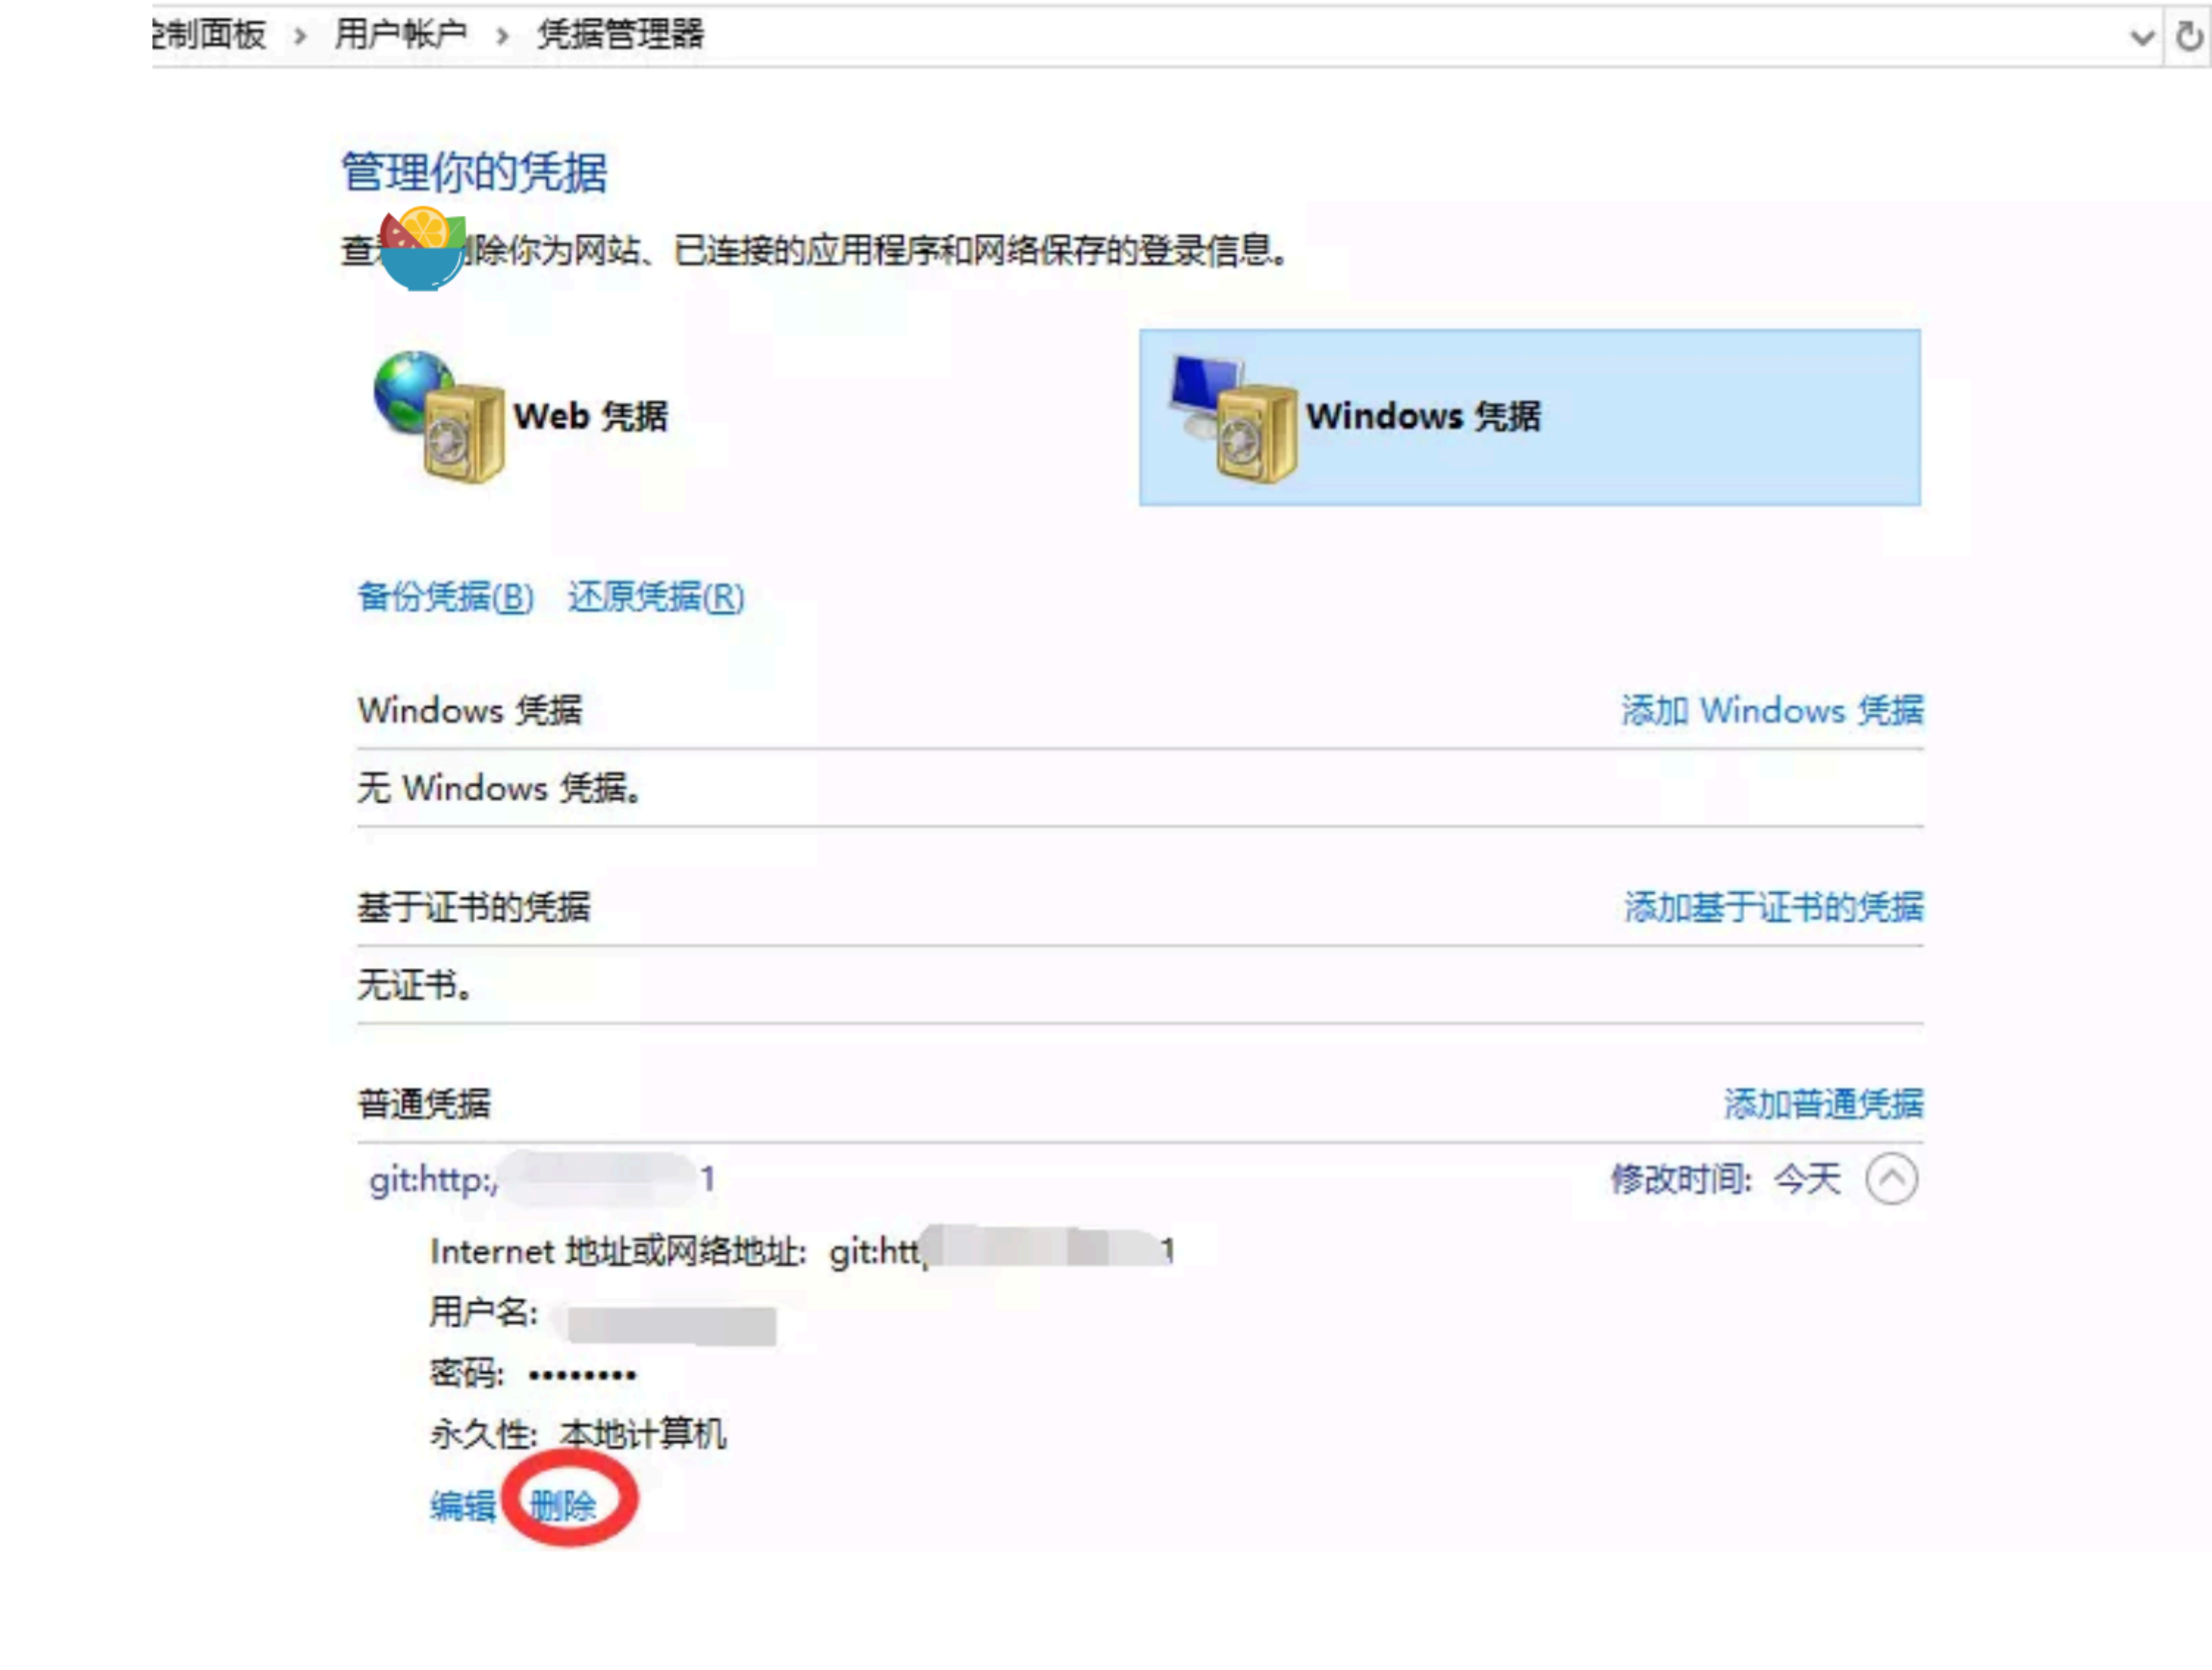 制面板 › 用户帐户 › 凭据管理器
管理你的凭据
查 除你为网站、已连接的应用程序和网络保存的登录信息。
Web 凭据
Windows 凭据
备份凭据(B) 还原凭据(R)
Windows 凭据 添加 Windows 凭据
无 Windows 凭据。
基于证书的凭据 添加基于证书的凭据
无证书。
普通凭据 添加普通凭据
git:http:/ 1 修改时间: 今天
Internet 地址或网络地址: git:htt 1
用户名:
密码: ••••••••
永久性: 本地计算机
编辑 删除